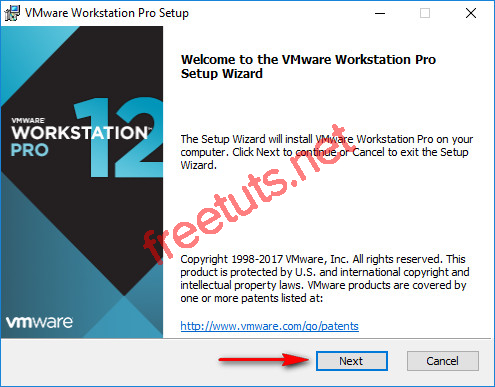 VMware Workstation Pro Setup
VMWARE
WORKSTATION™
PRO 12
vmware®
Welcome to the VMware Workstation Pro
Setup Wizard
The Setup Wizard will install VMware Workstation Pro on your
computer. Click Next to continue or Cancel to exit the Setup
Wizard.
freetuts.net
Copyright 1998-2017 VMware, Inc. All rights reserved. This
product is protected by U.S. and international copyright and
intellectual property laws. VMware products are covered by
one or more patents listed at:
http://www.vmware.com/go/patents
Next
Cancel